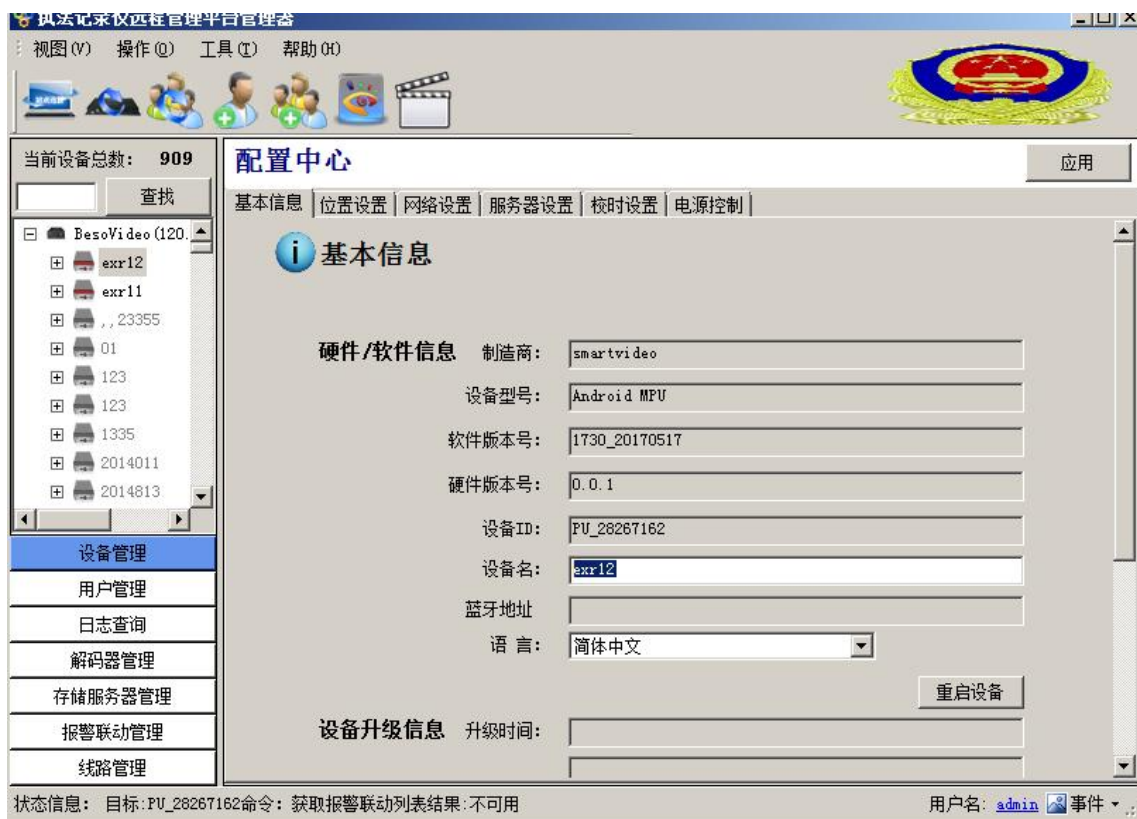 执法记录仪远程管理平台管理器
视图(V) 操作(O) 工具(T) 帮助(H)
当前设备总数: 909
查找
BesoVideo(120.
exr12
exr11
,,23355
01
123
123
1335
2014011
2014813
设备管理
用户管理
日志查询
解码器管理
存储服务器管理
报警联动管理
线路管理
配置中心
应用
基本信息 位置设置 网络设置 服务器设置 校时设置 电源控制
基本信息
硬件/软件信息 制造商: smartvideo
设备型号: Android MPU
软件版本号: 1730_20170517
硬件版本号: 0.0.1
设备ID: PU_28267162
设备名: exr12
蓝牙地址
语 言: 简体中文
重启设备
设备升级信息 升级时间:
状态信息: 目标:PU_28267162命令: 获取报警联动列表结果:不可用
用户名: admin 事件